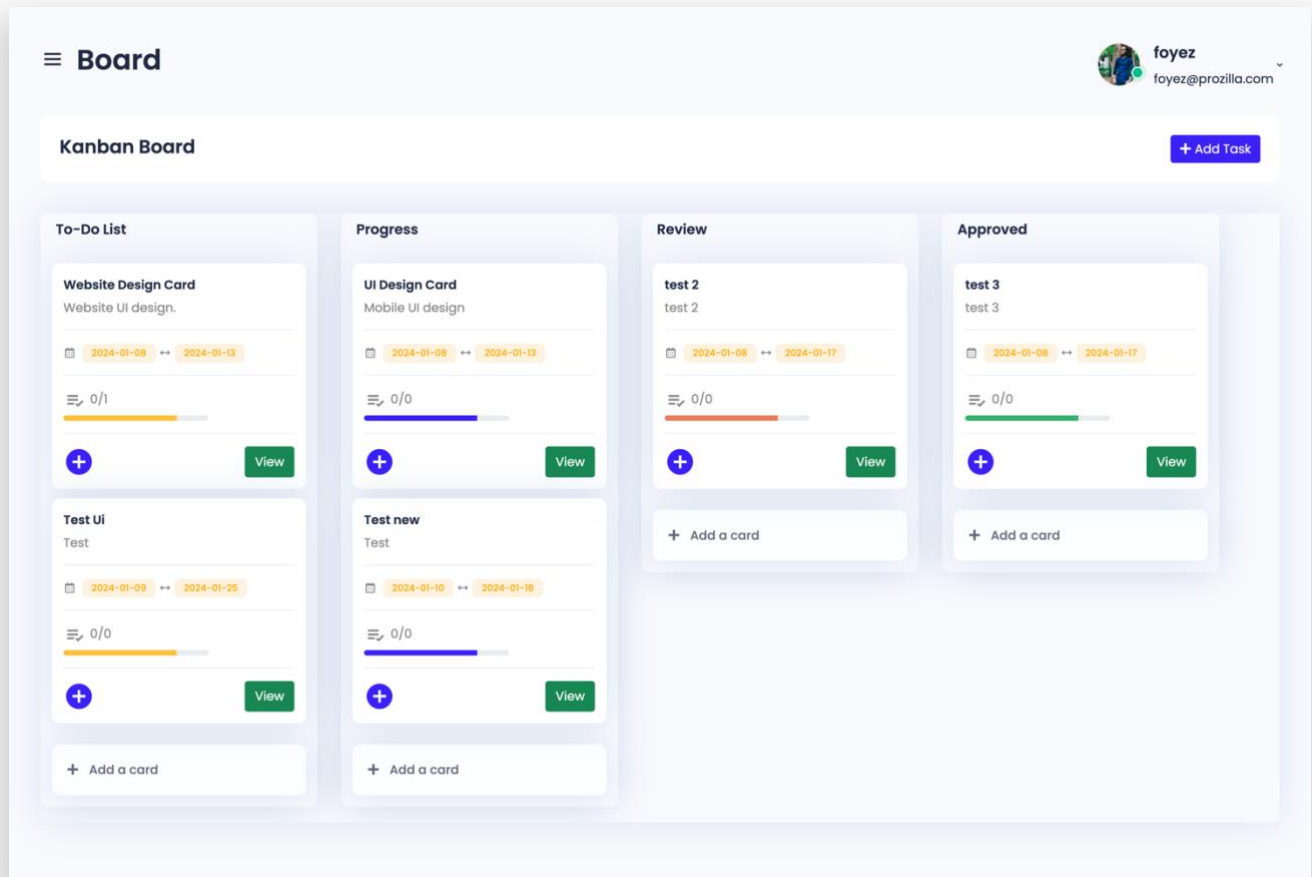 Board
foyez
foyez@prozilla.com
Kanban Board
+ Add Task
To-Do List
Website Design Card
Website UI design.
2024-01-08 ↔ 2024-01-13
0/1
+ View
Test Ui
Test
2024-01-09 ↔ 2024-01-25
0/0
+ View
+ Add a card
Progress
UI Design Card
Mobile UI design
2024-01-08 ↔ 2024-01-13
0/0
+ View
Test new
Test
2024-01-10 ↔ 2024-01-18
0/0
+ View
+ Add a card
Review
test 2
test 2
2024-01-08 ↔ 2024-01-17
0/0
+ View
+ Add a card
Approved
test 3
test 3
2024-01-08 ↔ 2024-01-17
0/0
+ View
+ Add a card